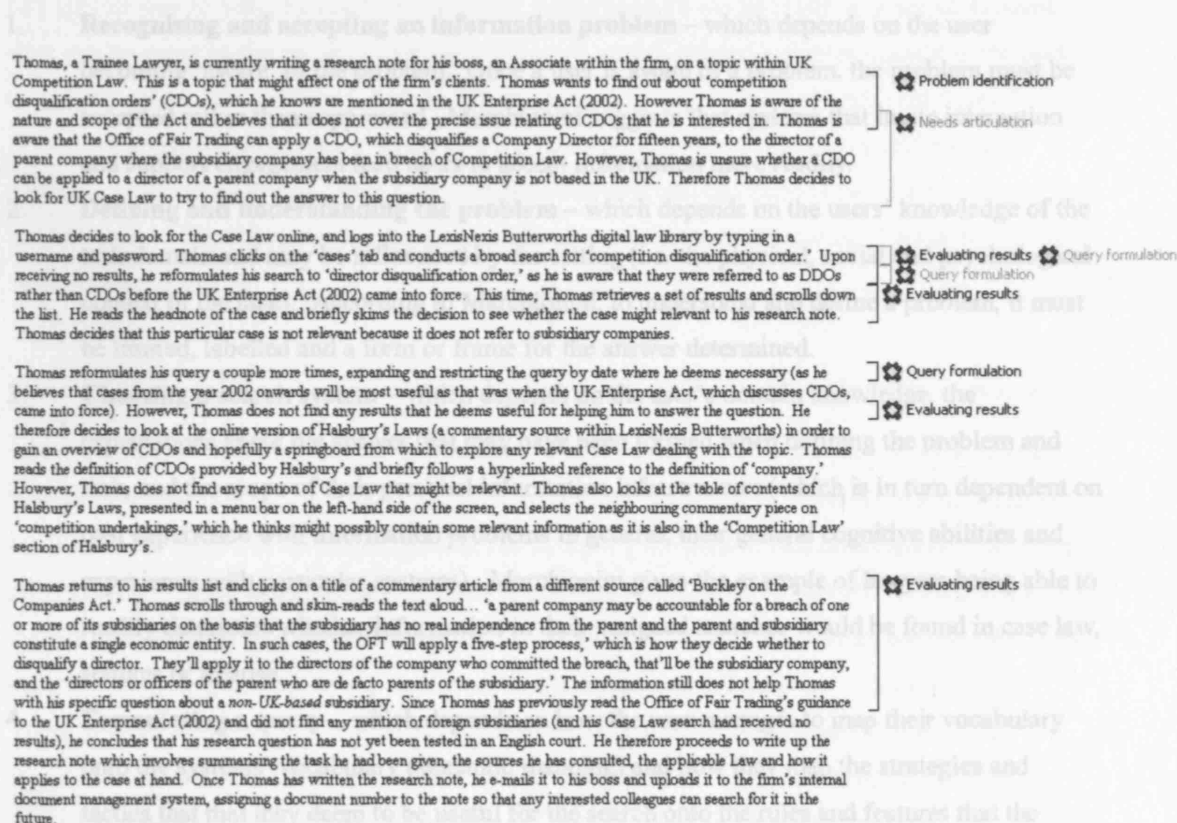 1. Recognising and accepting an information problem – which depends on the user
Thomas, a Trainee Lawyer, is currently writing a research note for his boss, an Associate within the firm, on a topic within UK
Competition Law. This is a topic that might affect one of the firm's clients. Thomas wants to find out about 'competition
disqualification orders' (CDOs), which he knows are mentioned in the UK Enterprise Act (2002). However Thomas is aware of the
nature and scope of the Act and believes that it does not cover the precise issue relating to CDOs that he is interested in. Thomas is
aware that the Office of Fair Trading can apply a CDO, which disqualifies a Company Director for fifteen years, to the director of a
parent company where the subsidiary company has been in breach of Competition Law. However, Thomas is unsure whether a CDO
can be applied to a director of a parent company when the subsidiary company is not based in the UK. Therefore Thomas decides to
look for UK Case Law to try to find out the answer to this question.
Problem identification
Needs articulation
2. Defining and understanding the problem – which depends on the users' knowledge of the
Thomas decides to look for the Case Law online, and logs into the LexisNexis Butterworths digital law library by typing in a
username and password. Thomas clicks on the 'cases' tab and conducts a broad search for 'competition disqualification order.' Upon
receiving no results, he reformulates his search to 'director disqualification order,' as he is aware that they were referred to as DDOs
rather than CDOs before the UK Enterprise Act (2002) came into force. This time, Thomas retrieves a set of results and scrolls down
the list. He reads the headnote of the case and briefly skims the decision to see whether the case might relevant to his research note.
Thomas decides that this particular case is not relevant because it does not refer to subsidiary companies.
Evaluating results Query formulation
Query formulation
Evaluating results
be limited, labelled and a form or frame for the answer determined.
Thomas reformulates his query a couple more times, expanding and restricting the query by date where he deems necessary (as he
believes that cases from the year 2002 onwards will be most useful as that was when the UK Enterprise Act, which discusses CDOs,
came into force). However, Thomas does not find any results that he deems useful for helping him to answer the question. He
therefore decides to look at the online version of Halsbury's Laws (a commentary source within LexisNexis Butterworths) in order to
gain an overview of CDOs and hopefully a springboard from which to explore any relevant Case Law dealing with the topic. Thomas
reads the definition of CDOs provided by Halsbury's and briefly follows a hyperlinked reference to the definition of 'company.'
However, Thomas does not find any mention of Case Law that might be relevant. Thomas also looks at the table of contents for
Halsbury's Laws, presented in a menu bar on the left-hand side of the screen, and selects the neighbouring commentary piece on
'competition undertakings,' which he thinks might possibly contain some relevant information as it is also in the 'Competition Law'
section of Halsbury's.
Query formulation
Evaluating results
Thomas returns to his results list and clicks on a title of a commentary article from a different source called 'Buckley on the
Companies Act.' Thomas scrolls through and skim-reads the text aloud… 'a parent company may be accountable for a breach of one
or more of its subsidiaries on the basis that the subsidiary has no real independence from the parent and the parent and subsidiary
constitute a single economic entity. In such cases, the OFT will apply a five-step process,' which is how they decide whether to
disqualify a director. They'll apply it to the directors of the company who committed the breach, that'll be the subsidiary company,
and the 'directors or officers of the parent who are de facto parents of the subsidiary.' The information still does not help Thomas
with his specific question about a non-UK-based subsidiary. Since Thomas has previously read the Office of Fair Trading's guidance
to the UK Enterprise Act (2002) and did not find any mention of foreign subsidiaries (and his Case Law search has received no
results), he concludes that his research question has not yet been tested in an English court. He therefore proceeds to write up the
research note which involves summarising the task he had been given, the sources he has consulted, the applicable Law and how it
applies to the case at hand. Once Thomas has written the research note, he e-mails it to his boss and uploads it to the firm's internal
document management system, assigning a document number to the note so that any interested colleagues can search for it in the
future.
Evaluating results